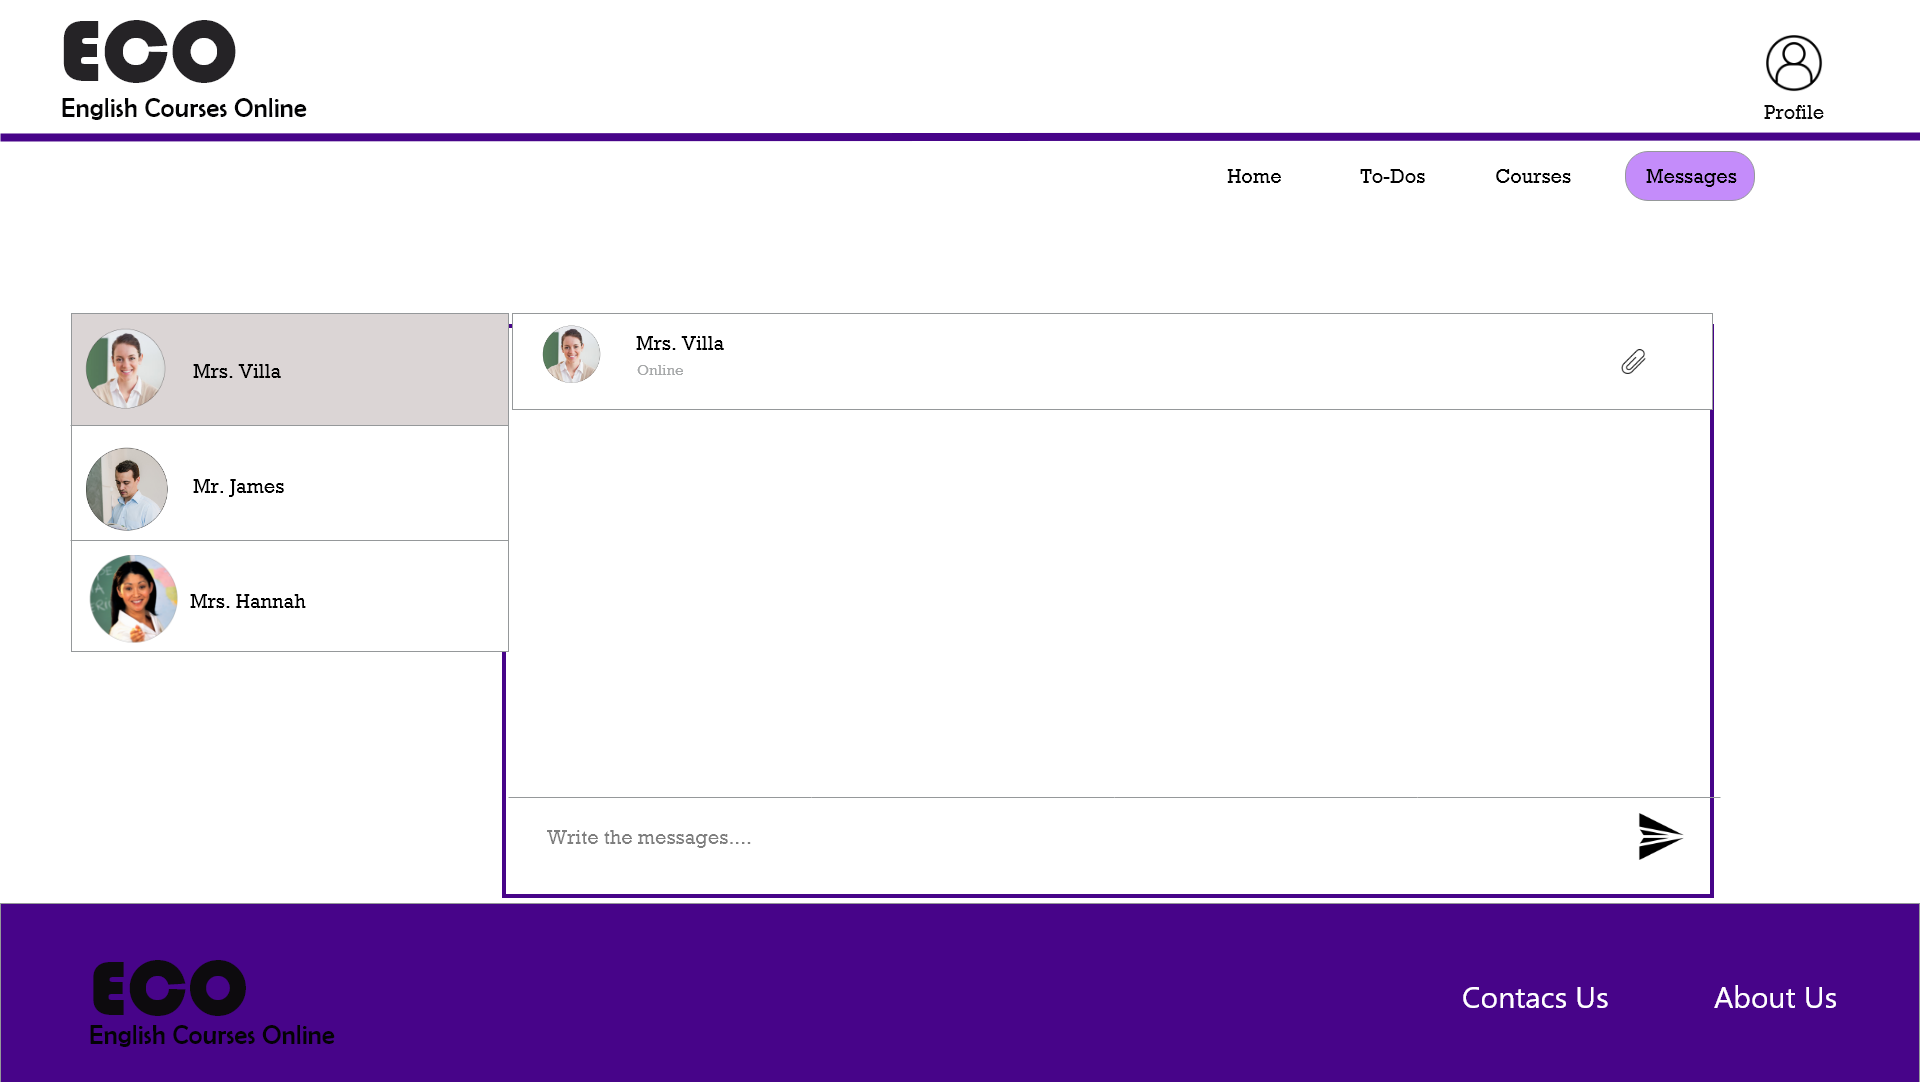 ECO
English Courses Online
Profile
Home To-Dos Courses Messages
Mrs. Villa
Mr. James
Mrs. Hannah
Mrs. Villa
Online
Write the messages....
ECO
English Courses Online
Contacs Us About Us